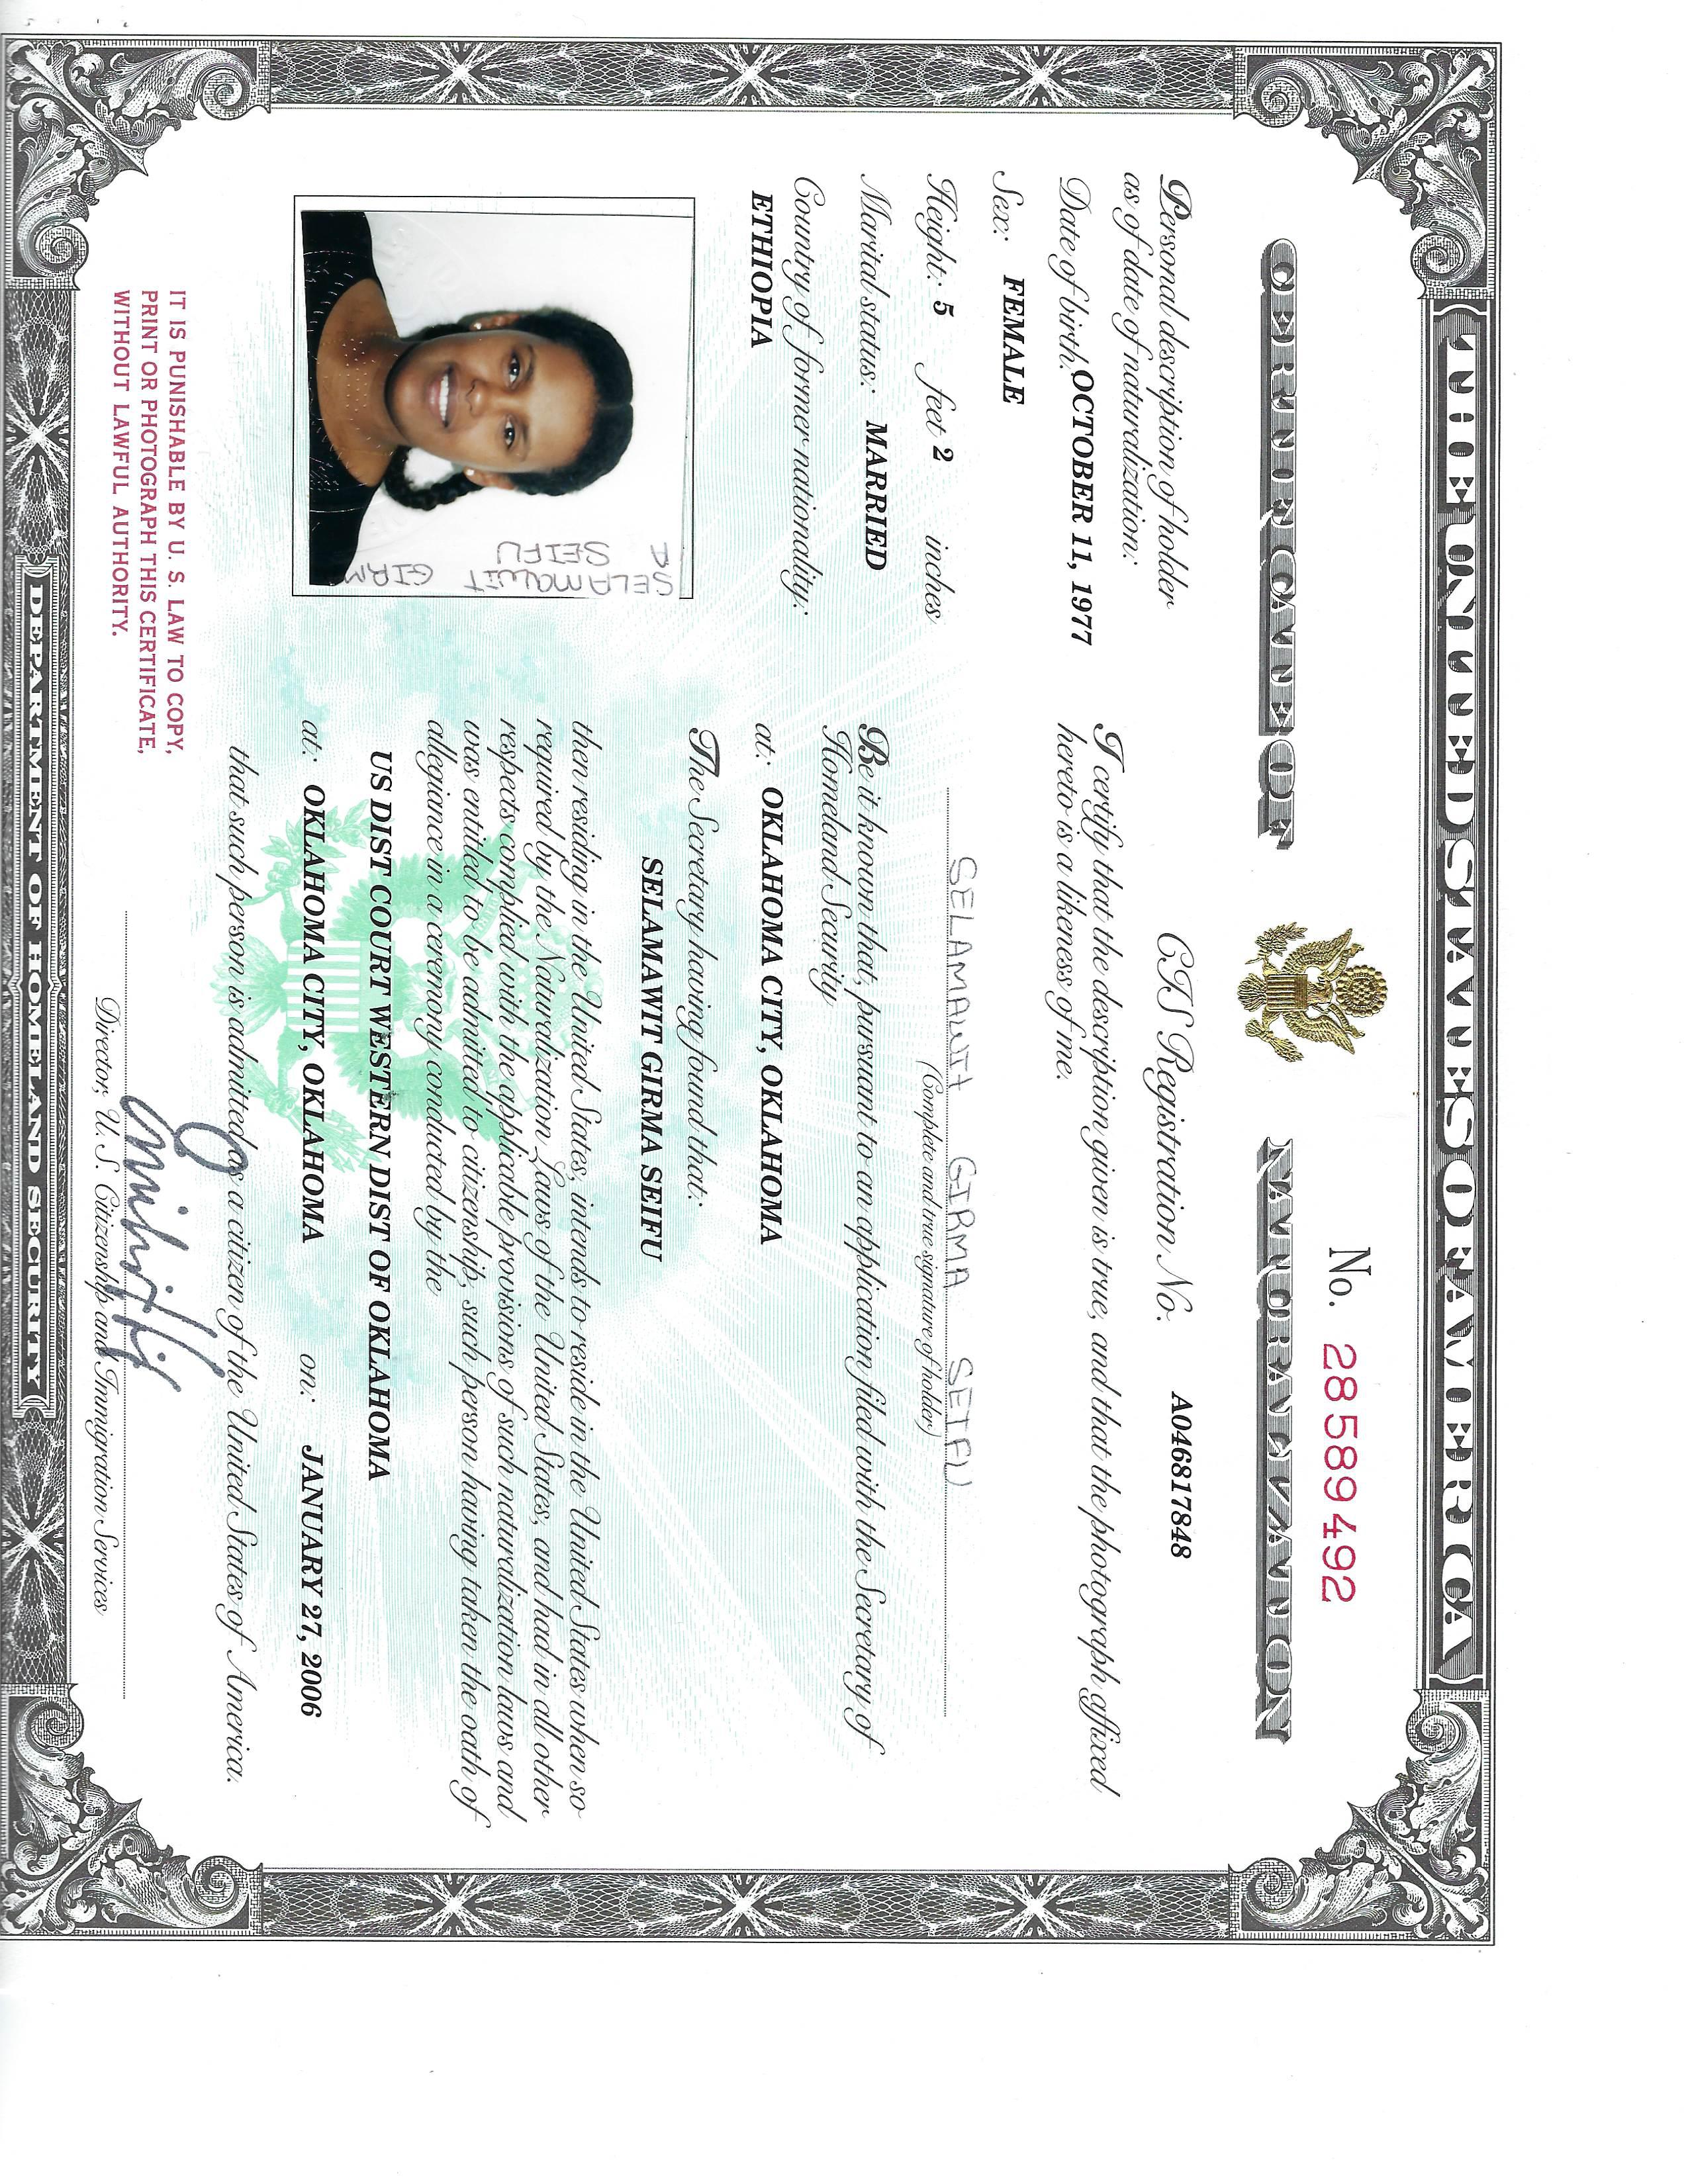 THE UNITED STATES OF AMERICA
No. 28589492
CERTIFICATE OF NATURALIZATION
Personal description of holder
as of date of naturalization:
Date of birth: OCTOBER 11, 1977
Sex: FEMALE
Height: 5 feet 2 inches
Marital status: MARRIED
Country of former nationality:
ETHIOPIA
SELAMAWIT GIRM
A SEIFU
IT IS PUNISHABLE BY U. S. LAW TO COPY,
PRINT OR PHOTOGRAPH THIS CERTIFICATE,
WITHOUT LAWFUL AUTHORITY.
CIS Registration No. A046817848
I certify that the description given is true, and that the photograph affixed
hereto is a likeness of me.
SELAMAWIT GIRMA SEIFU
(Complete and true signature of holder)
Be it known that, pursuant to an application filed with the Secretary of
Homeland Security
at: OKLAHOMA CITY, OKLAHOMA
The Secretary having found that:
SELAMAWIT GIRMA SEIFU
then residing in the United States, intends to reside in the United States when so
required by the Naturalization Laws of the United States, and had in all other
respects complied with the applicable provisions of such naturalization laws and
was entitled to be admitted to citizenship, such person having taken the oath of
allegiance in a ceremony conducted by the
US DIST COURT WESTERN DIST OF OKLAHOMA
at: OKLAHOMA CITY, OKLAHOMA on: JANUARY 27, 2006
that such person is admitted as a citizen of the United States of America.
Director, U. S. Citizenship and Immigration Services
DEPARTMENT OF HOMELAND SECURITY